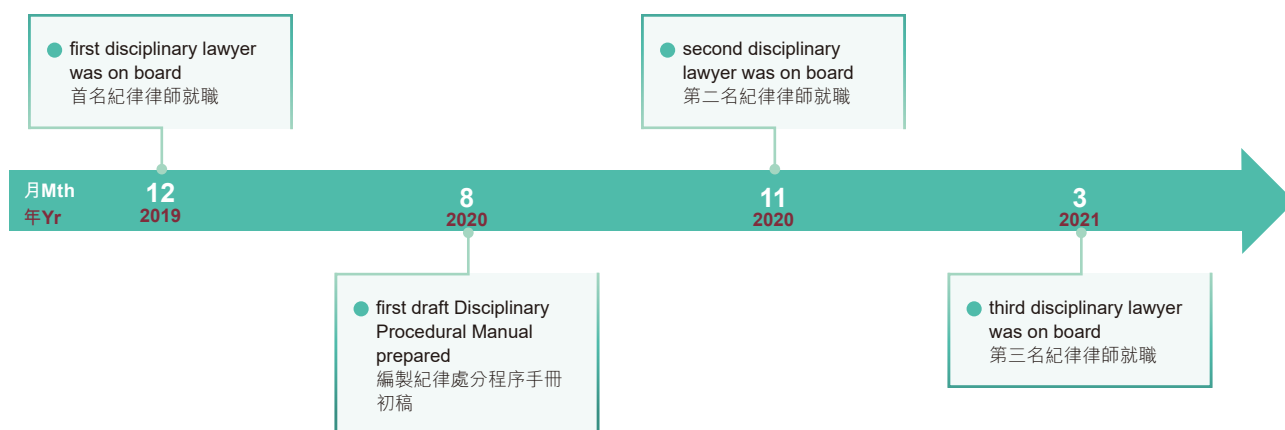 first disciplinary lawyer
was on board
首名紀律律師就職
second disciplinary
lawyer was on board
第二名紀律律師就職
月Mth
年Yr
12
2019
8
2020
11
2020
3
2021
first draft Disciplinary
Procedural Manual
prepared
編製紀律處分程序手冊
初稿
third disciplinary lawyer
was on board
第三名紀律律師就職